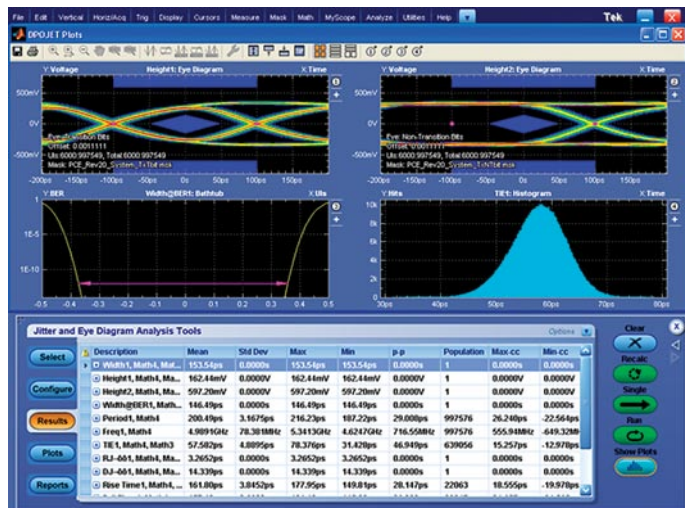 File Edit Vertical Horiz/Acq Trig Display Cursors Measure Mask Math MyScope Analyze Utilities Help Tek
DPOJET Plots
Y:Voltage Height1: Eye Diagram X:Time
500mV
0V
-500mV
Offset: 0.0011111
UIs:6000:997549, Total:6000:997549
-200ps -150ps -100ps -50ps 0s 50ps 100ps 150ps
Y:Voltage Height2: Eye Diagram X:Time
500mV
0V
-500mV
Eye: Non-Transition Bits
Offset: 0.0011111
UIs:6000:997549, Total:6000:997549
-200ps -150ps -100ps -50ps 0s 50ps 100ps 150ps
Y:BER Width@BER1: Bathtub X:UIs
1
1E-5
1E-10
-0.5 -0.4 -0.3 -0.2 -0.1 0 0.1 0.2 0.3 0.4 0.5
Y:Hits TIE1: Histogram X:Time
10k
8k
6k
4k
2k
0
30ps 40ps 50ps 60ps 70ps 80ps
Jitter and Eye Diagram Analysis Tools Options
Select
Configure
Results
Plots
Reports
Description Mean Std Dev Max Min p-p Population Max-cc Min-cc
Width1, Math4, Mat... 153.54ps 0.0000s 153.54ps 153.54ps 0.0000s 1 0.0000s 0.0000s
Height1, Math4, Ma... 162.44mV 0.0000V 162.44mV 162.44mV 0.0000V 1 0.0000V 0.0000V
Height2, Math4, Ma... 597.20mV 0.0000V 597.20mV 597.20mV 0.0000V 1 0.0000V 0.0000V
Width@BER1, Math... 146.49ps 0.0000s 146.49ps 146.49ps 0.0000s 1 0.0000s 0.0000s
Period1, Math4 200.49ps 3.1675ps 216.23ps 187.22ps 29.008ps 997576 26.240ps -22.564ps
Freq1, Math4 4.9891GHz 78.381MHz 5.3413GHz 4.6247GHz 716.55MHz 997575 555.94MHz -649.32MH
TIE1, Math4, Math3 57.582ps 4.8895ps 78.376ps 31.428ps 46.949ps 639056 15.257ps -12.978ps
RJ-δδ1, Math4, Ma... 3.2652ps 0.0000s 3.2652ps 3.2652ps 0.0000s 1 0.0000s 0.0000s
DJ-δδ1, Math4, Ma... 14.339ps 0.0000s 14.339ps 14.339ps 0.0000s 1 0.0000s 0.0000s
Rise Time1, Math4, ... 161.80ps 3.8452ps 177.95ps 149.81ps 28.147ps 22063 18.555ps -19.978ps
Clear
Recalc
Single
Run
Show Plots